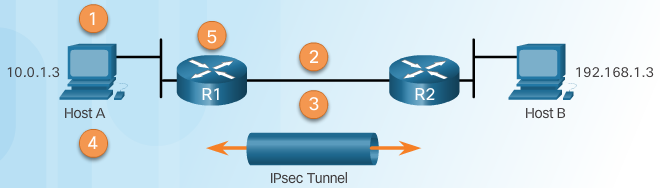 1
5
2
10.0.1.3
192.168.1.3
R1
R2
3
Host A
Host B
4
IPsec Tunnel